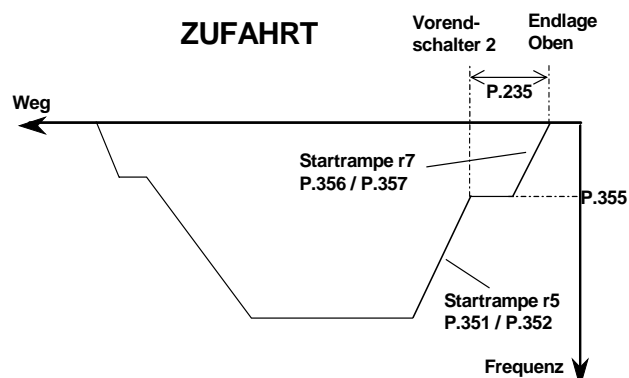 ZUFAHRT
Vorend-
schalter 2
Endlage
Oben
P.235
Weg
Startrampe r7
P.356 / P.357
P.355
Startrampe r5
P.351 / P.352
Frequenz